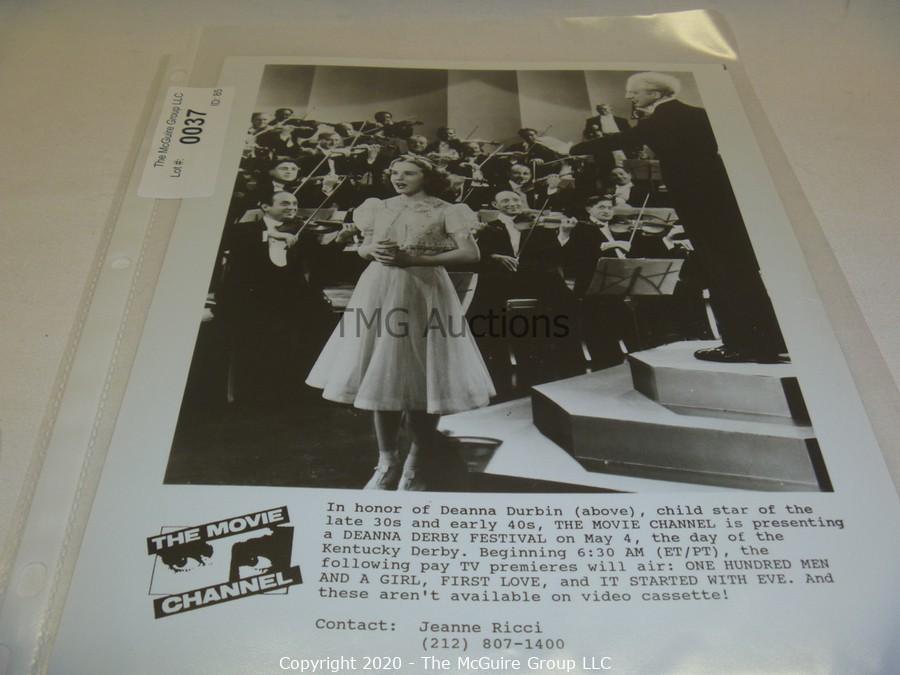 The McGuire Group LLC
Lot #: 0037
ID: 85
TMG Auctions
THE MOVIE
CHANNEL
In honor of Deanna Durbin (above), child star of the
late 30s and early 40s, THE MOVIE CHANNEL is presenting
a DEANNA DERBY FESTIVAL on May 4, the day of the
Kentucky Derby. Beginning 6:30 AM (ET/PT), the
following pay TV premieres will air: ONE HUNDRED MEN
AND A GIRL, FIRST LOVE, and IT STARTED WITH EVE. And
these aren't available on video cassette!
Contact: Jeanne Ricci
(212) 807-1400
Copyright 2020 - The McGuire Group LLC